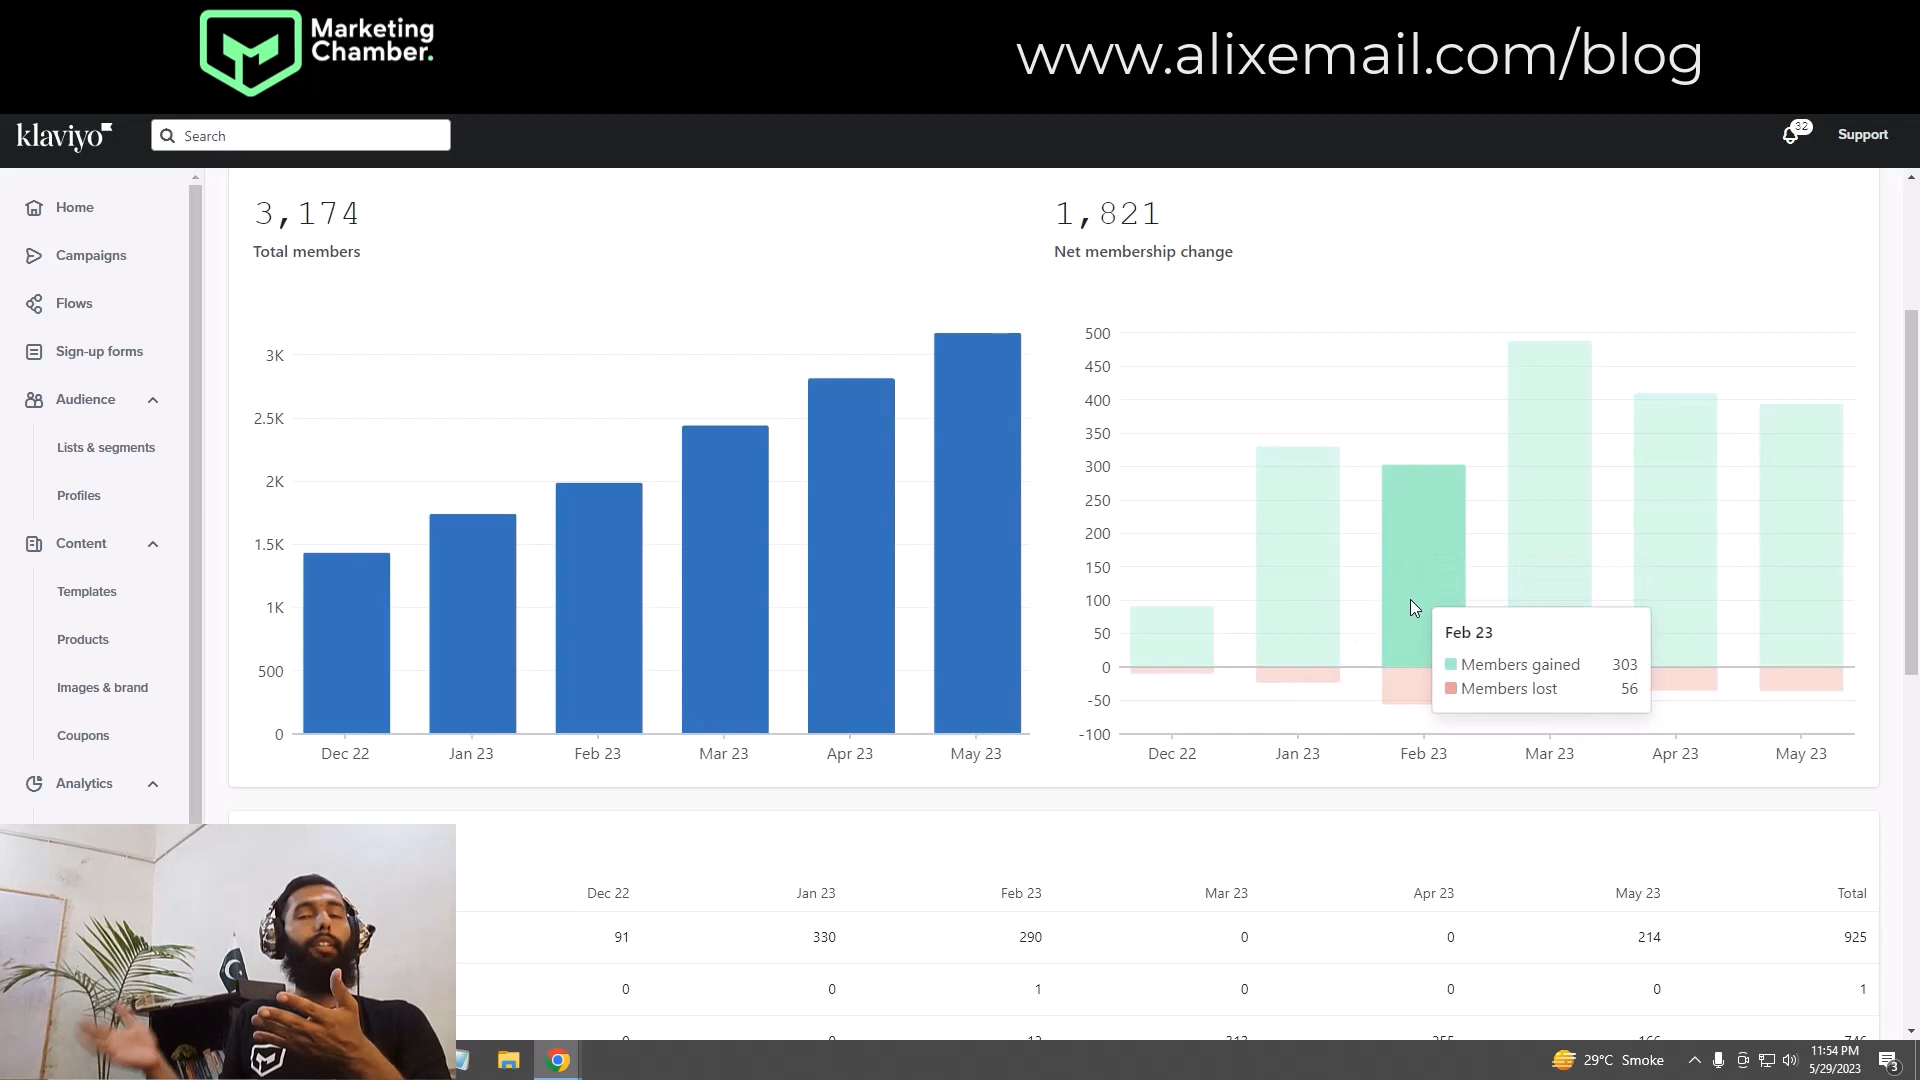 Marketing
Chamber.
www.alixemail.com/blog
klaviyo
Search
32
Support
Home
Campaigns
Flows
Sign-up forms
Audience
Lists & segments
Profiles
Content
Templates
Products
Images & brand
Coupons
Analytics
3,174
Total members
3K
2.5K
2K
1.5K
1K
500
0
Dec 22 Jan 23 Feb 23 Mar 23 Apr 23 May 23
1,821
Net membership change
500
450
400
350
300
250
200
150
100
50
0
-50
-100
Dec 22 Jan 23 Feb 23 Mar 23 Apr 23 May 23
Feb 23
Members gained 303
Members lost 56
Dec 22 Jan 23 Feb 23 Mar 23 Apr 23 May 23 Total
91 330 290 0 0 214 925
0 0 1 0 0 0 1
29°C Smoke
11:54 PM
5/29/2023
3